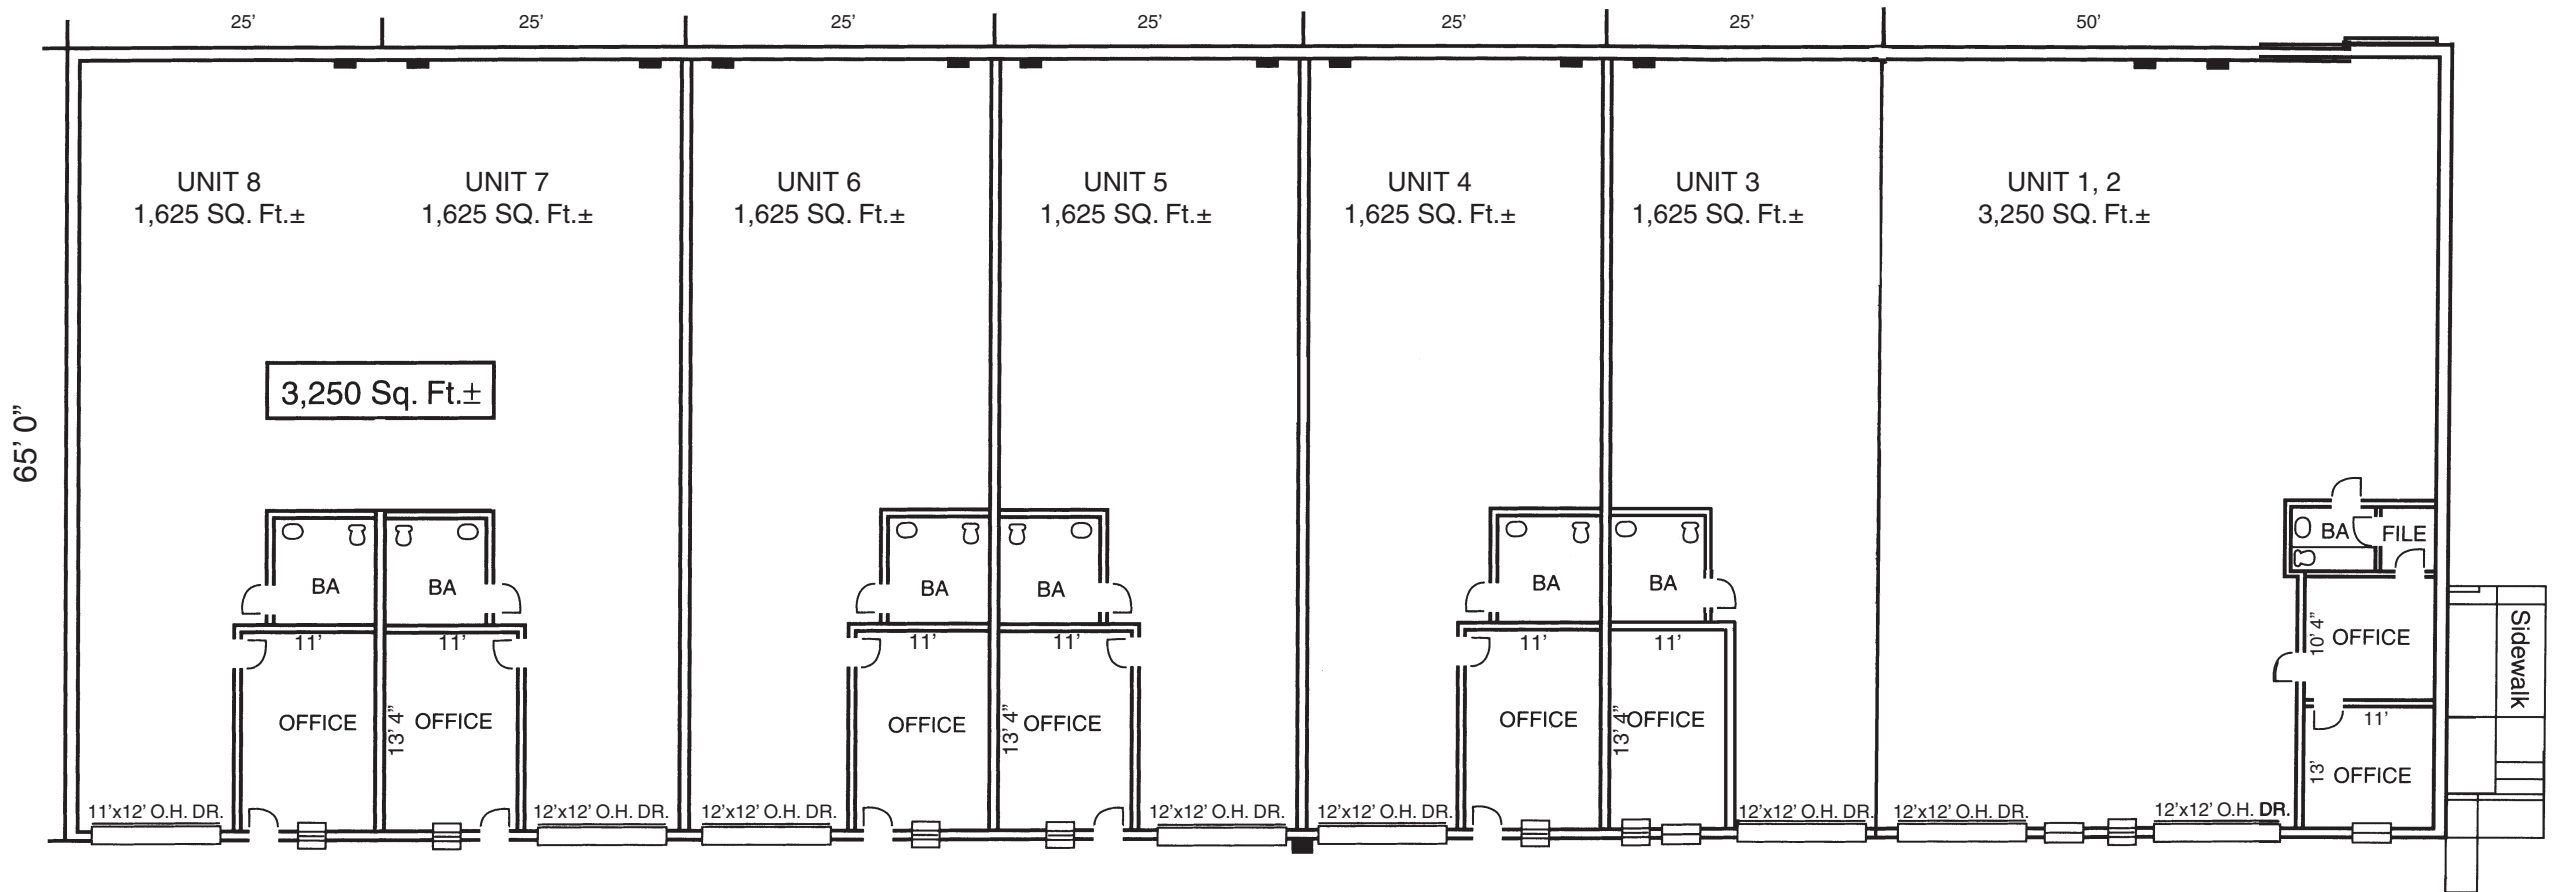 25’ 25’ 25’ 25’ 25’ 25’ 50’
UNIT 8
1,625 SQ. Ft.±
UNIT 7
1,625 SQ. Ft.±
UNIT 6
1,625 SQ. Ft.±
UNIT 5
1,625 SQ. Ft.±
UNIT 4
1,625 SQ. Ft.±
UNIT 3
1,625 SQ. Ft.±
UNIT 1, 2
3,250 SQ. Ft.±
65’ 0”
3,250 Sq. Ft.±
BA
BA
BA
BA
BA
BA
BA
FILE
11’
11’
11’
11’
11’
11’
10’ 4”
OFFICE
Sidewalk
OFFICE
13’ 4”
OFFICE
OFFICE
13’ 4”
OFFICE
OFFICE
13’ 4”
OFFICE
11’
13’
OFFICE
11’x12’ O.H. DR.
12’x12’ O.H. DR.
12’x12’ O.H. DR.
12’x12’ O.H. DR.
12’x12’ O.H. DR.
12’x12’ O.H. DR.
12’x12’ O.H. DR.
12’x12’ O.H. DR.